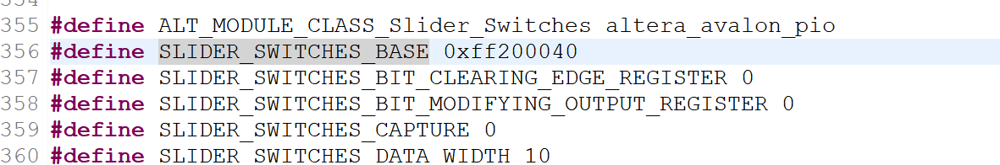 354
355 #define ALT_MODULE_CLASS_Slider_Switches altera_avalon_pio
356 #define SLIDER_SWITCHES_BASE 0xff200040
357 #define SLIDER_SWITCHES_BIT_CLEARING_EDGE_REGISTER 0
358 #define SLIDER_SWITCHES_BIT_MODIFYING_OUTPUT_REGISTER 0
359 #define SLIDER_SWITCHES_CAPTURE 0
360 #define SLIDER_SWITCHES_DATA_WIDTH 10